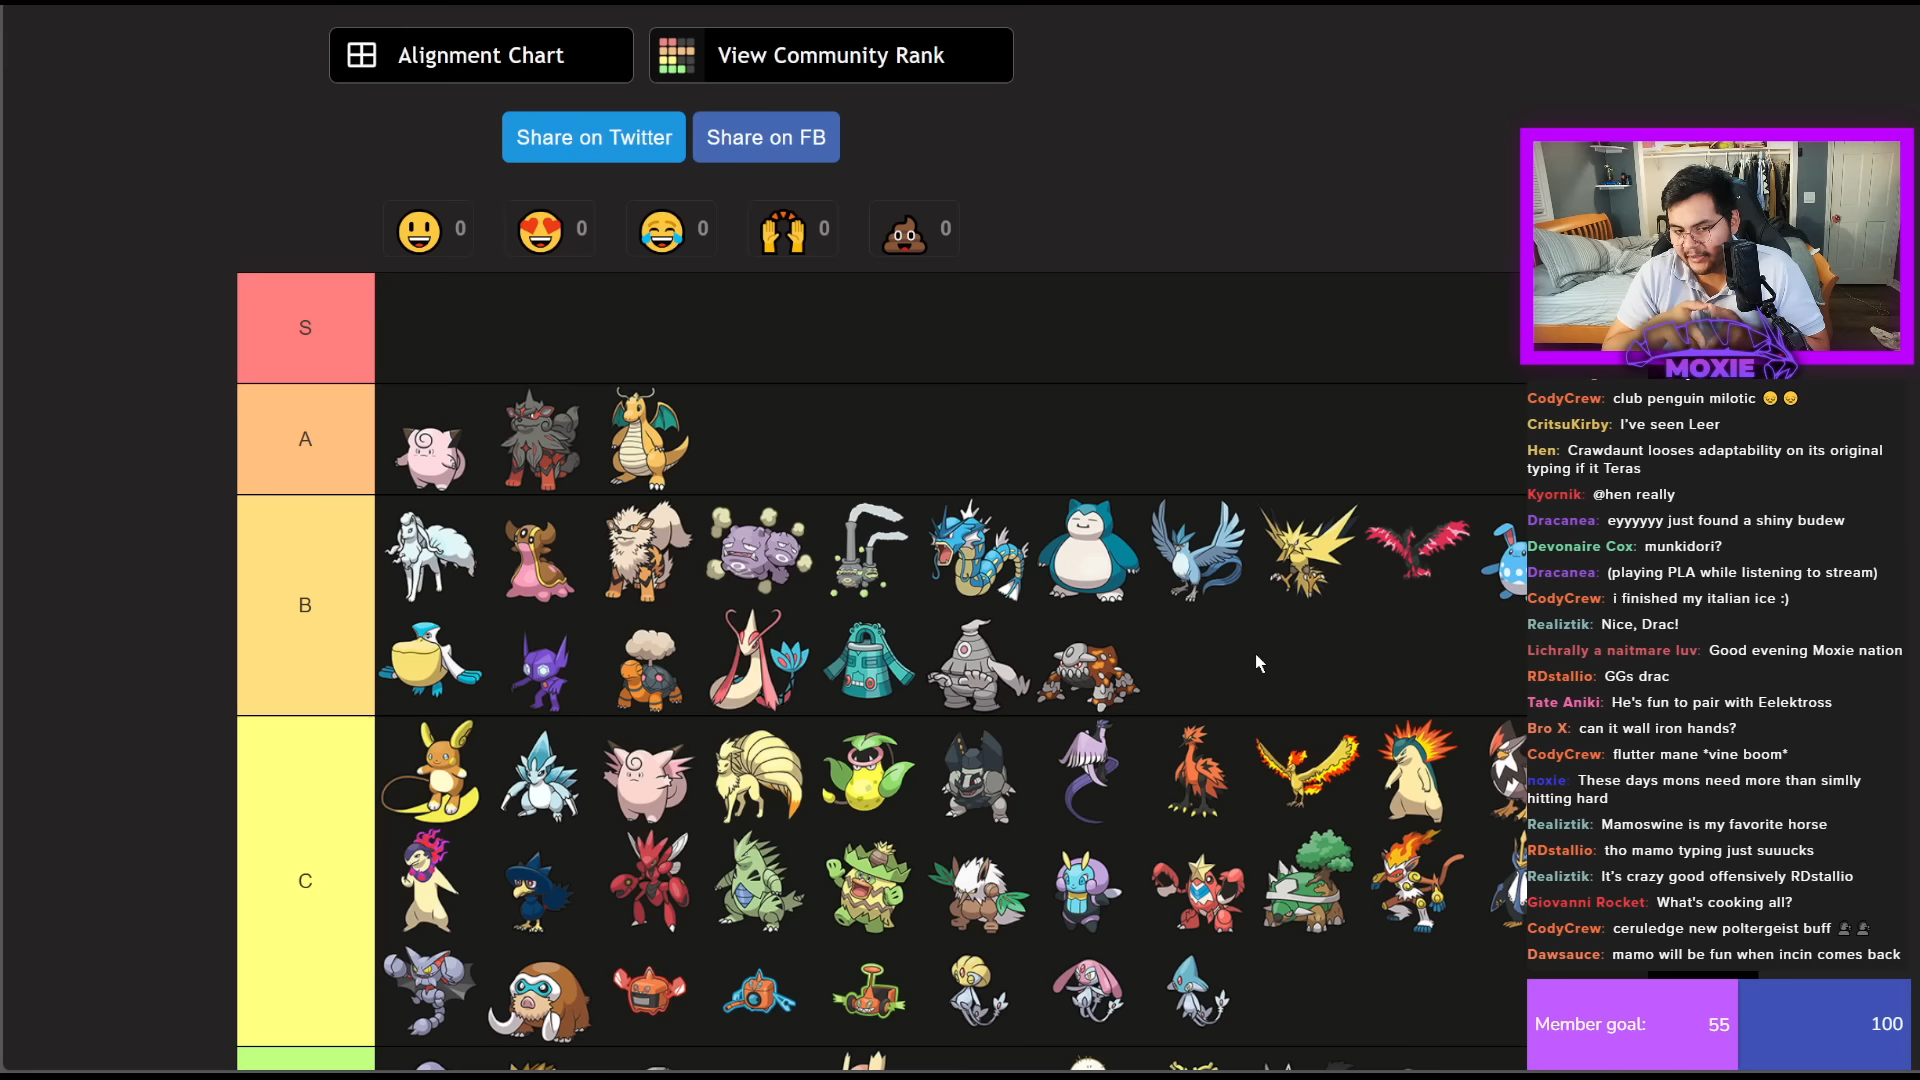 Alignment Chart
View Community Rank
Share on Twitter
Share on FB
0
0
0
0
0
S
A
B
C
MOXIE
CodyCrew: club penguin milotic 😞 😞
CritsuKirby: I've seen Leer
Hen: Crawdaunt looses adaptability on its original
typing if it Teras
Kyornik: @hen really
Dracanea: eyyyyyy just found a shiny budew
Devonaire Cox: munkidori?
Dracanea: (playing PLA while listening to stream)
CodyCrew: i finished my italian ice :)
Realiztik: Nice, Drac!
Lichrally a naitmare luv: Good evening Moxie nation
RDstallio: GGs drac
Tate Aniki: He's fun to pair with Eelektross
Bro X: can it wall iron hands?
CodyCrew: flutter mane *vine boom*
noxie: These days mons need more than simlly
hitting hard
Realiztik: Mamoswine is my favorite horse
RDstallio: tho mamo typing just suuucks
Realiztik: It's crazy good offensively RDstallio
Giovanni Rocket: What's cooking all?
CodyCrew: ceruledge new poltergeist buff
Dawsauce: mamo will be fun when incin comes back
Member goal: 55 100